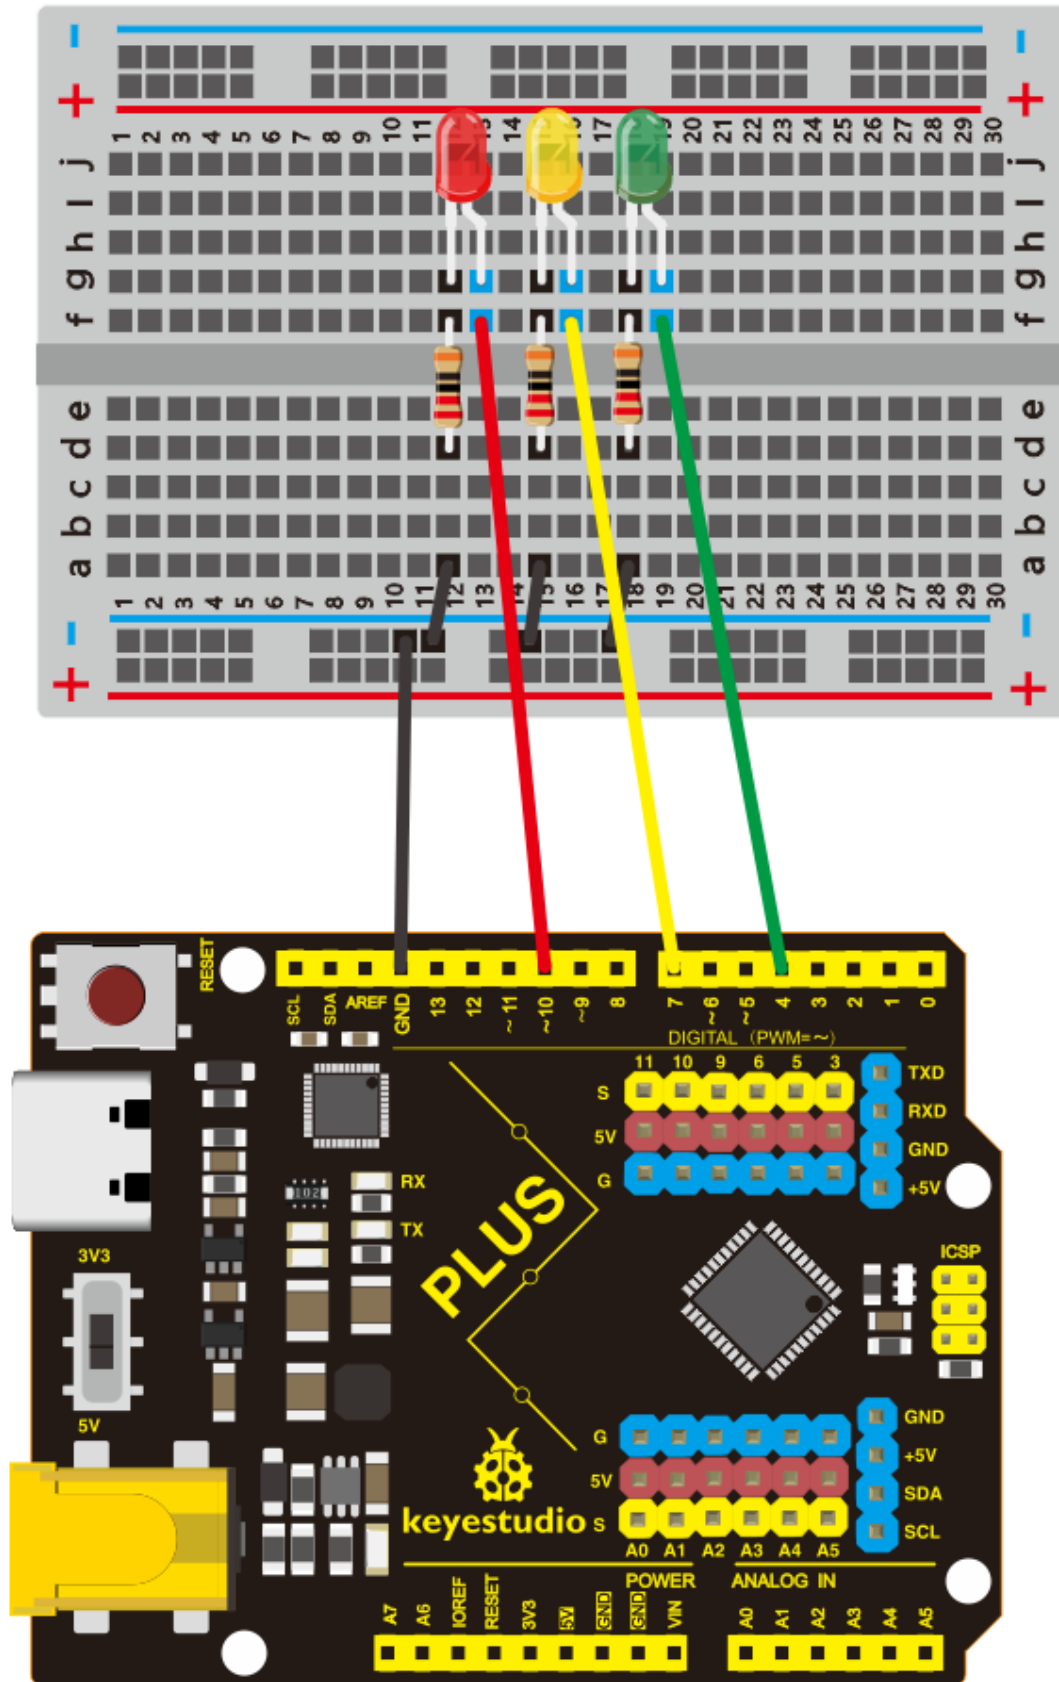 - -
+ +
1 2 3 4 5 6 7 8 9 10 11 13 14 16 17 19 20 21 22 23 24 25 26 27 28 29 30
j j
i i
h h
g g
f f
e e
d d
c c
b b
a a
1 2 3 4 5 6 7 8 9 10 11 12 13 14 15 16 17 18 19 20 21 22 23 24 25 26 27 28 29 30
- -
+ +
RESET
SCL SDA AREF GND 13 12 ~11 ~10 ~9 8 7 ~6 ~5 4 3 2 1 0
DIGITAL (PWM=~)
11 10 9 6 5 3
S
5V
G
TXD
RXD
GND
+5V
102
RX
TX
PLUS
3V3
5V
ICSP
G
5V
S
GND
+5V
SDA
SCL
keyestudio
A0 A1 A2 A3 A4 A5
POWER ANALOG IN
A7 A6 IOREF RESET 3V3 5V GND GND VIN A0 A1 A2 A3 A4 A5